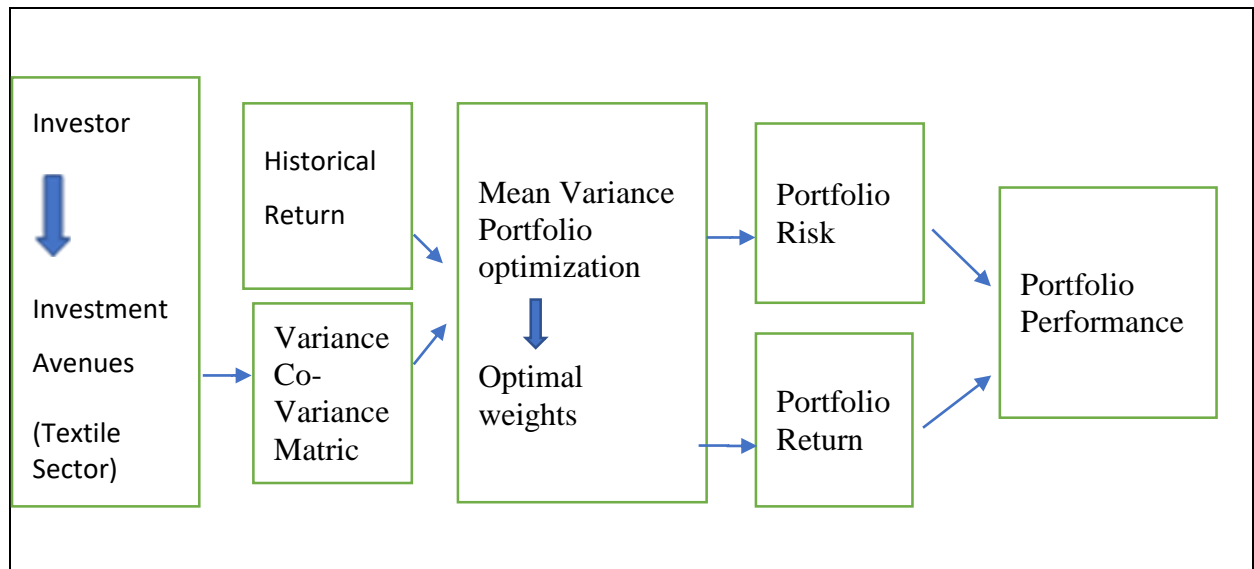 Investor
Investment
Avenues
(Textile
Sector)
Historical
Return
Variance
Co-
Variance
Matric
Mean Variance
Portfolio
optimization
Optimal
weights
Portfolio
Risk
Portfolio
Return
Portfolio
Performance